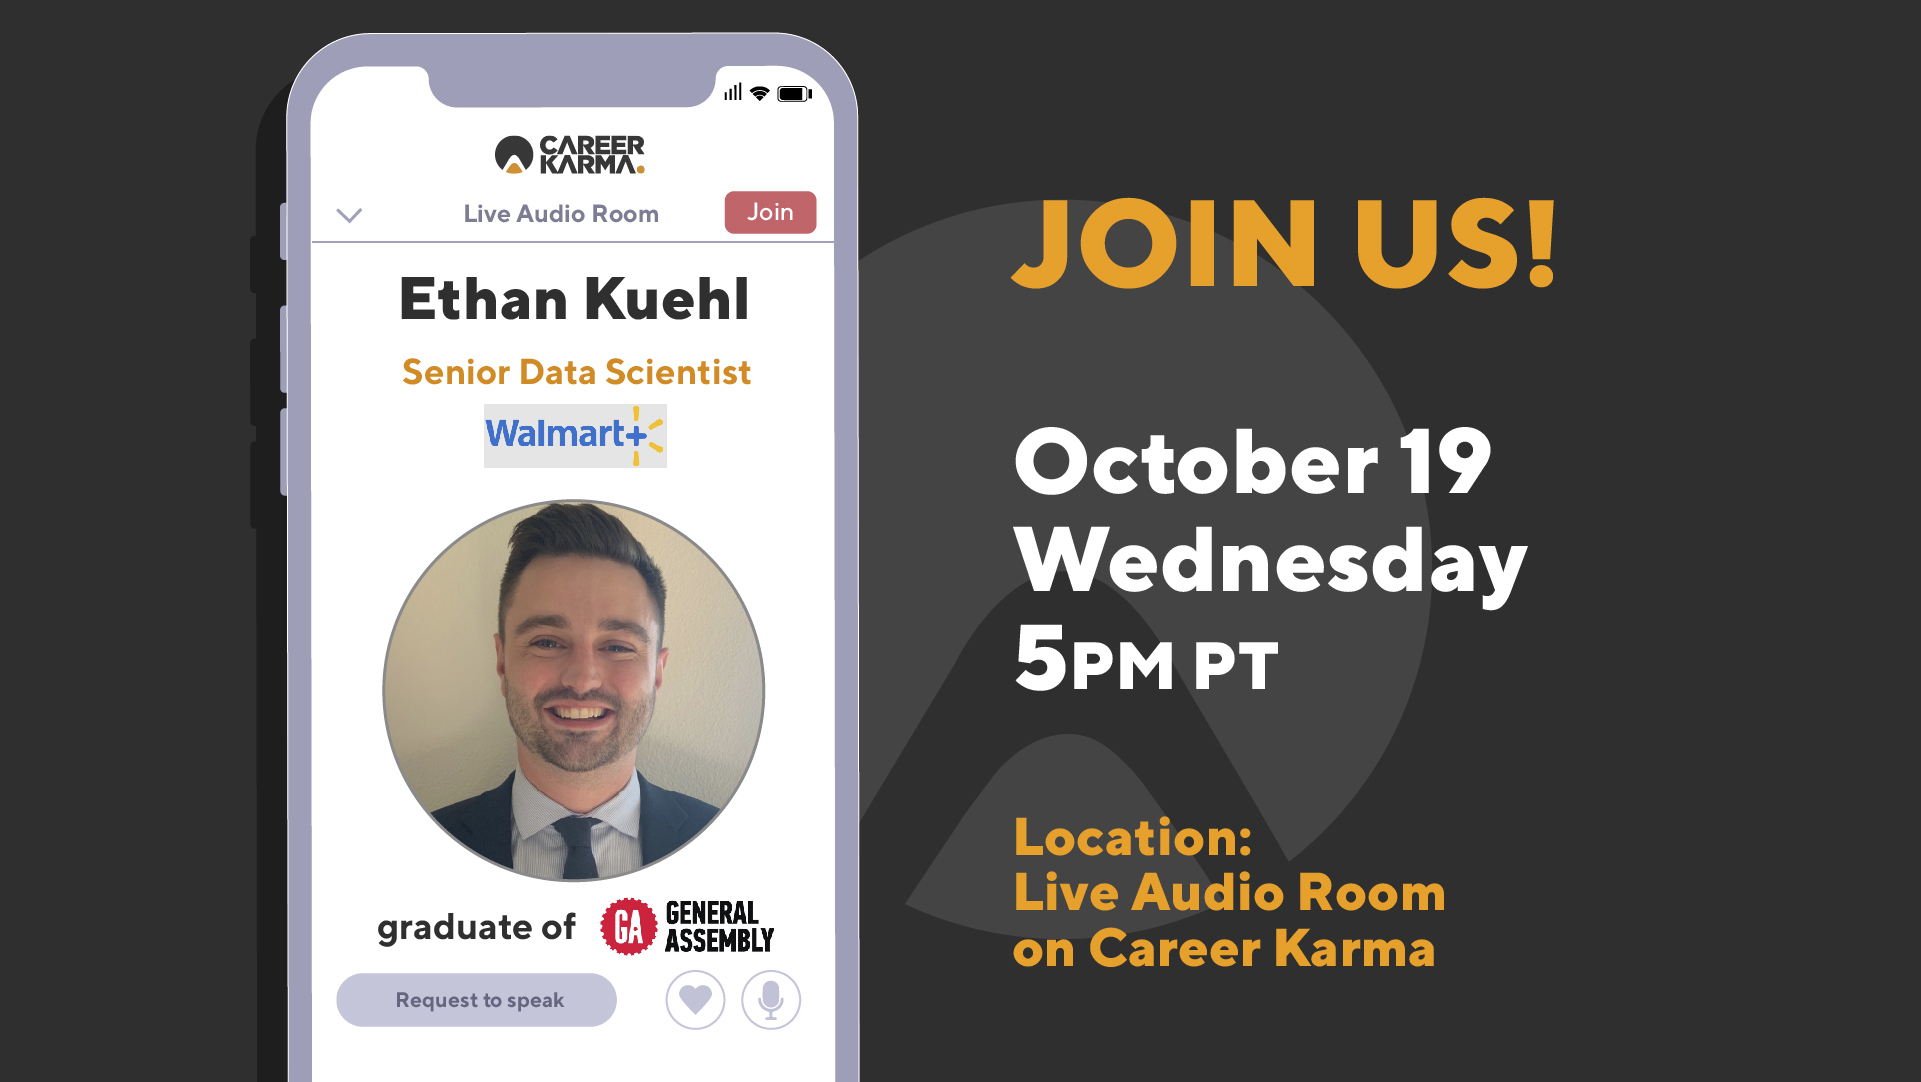 CAREER
KARMA.
Live Audio Room
Join
Ethan Kuehl
Senior Data Scientist
Walmart+
graduate of
GA
GENERAL
ASSEMBLY
Request to speak
JOIN US!
October 19
Wednesday
5PM PT
Location:
Live Audio Room
on Career Karma